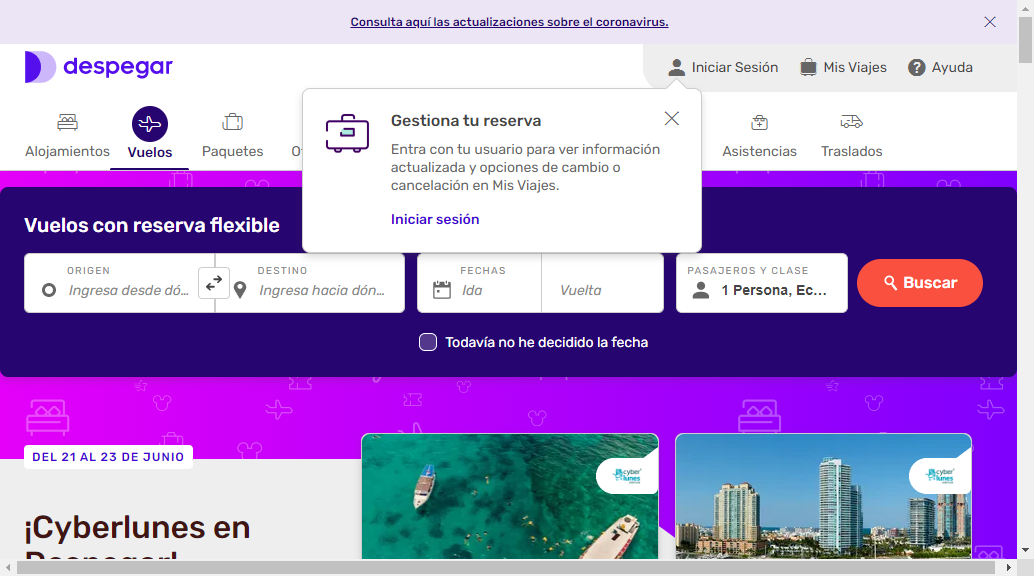 Consulta aquí las actualizaciones sobre el coronavirus.
despegar
Iniciar Sesión
Mis Viajes
Ayuda
Alojamientos
Vuelos
Paquetes
Asistencias
Traslados
Gestiona tu reserva
Entra con tu usuario para ver información
actualizada y opciones de cambio o
cancelación en Mis Viajes.
Iniciar sesión
Vuelos con reserva flexible
ORIGEN
Ingresa desde dó...
DESTINO
Ingresa hacia dón...
FECHAS
Ida
Vuelta
PASAJEROS Y CLASE
1 Persona, Ec...
Buscar
Todavía no he decidido la fecha
DEL 21 AL 23 DE JUNIO
cyber
lunes
cyber
lunes
¡Cyberlunes en
Despegar!